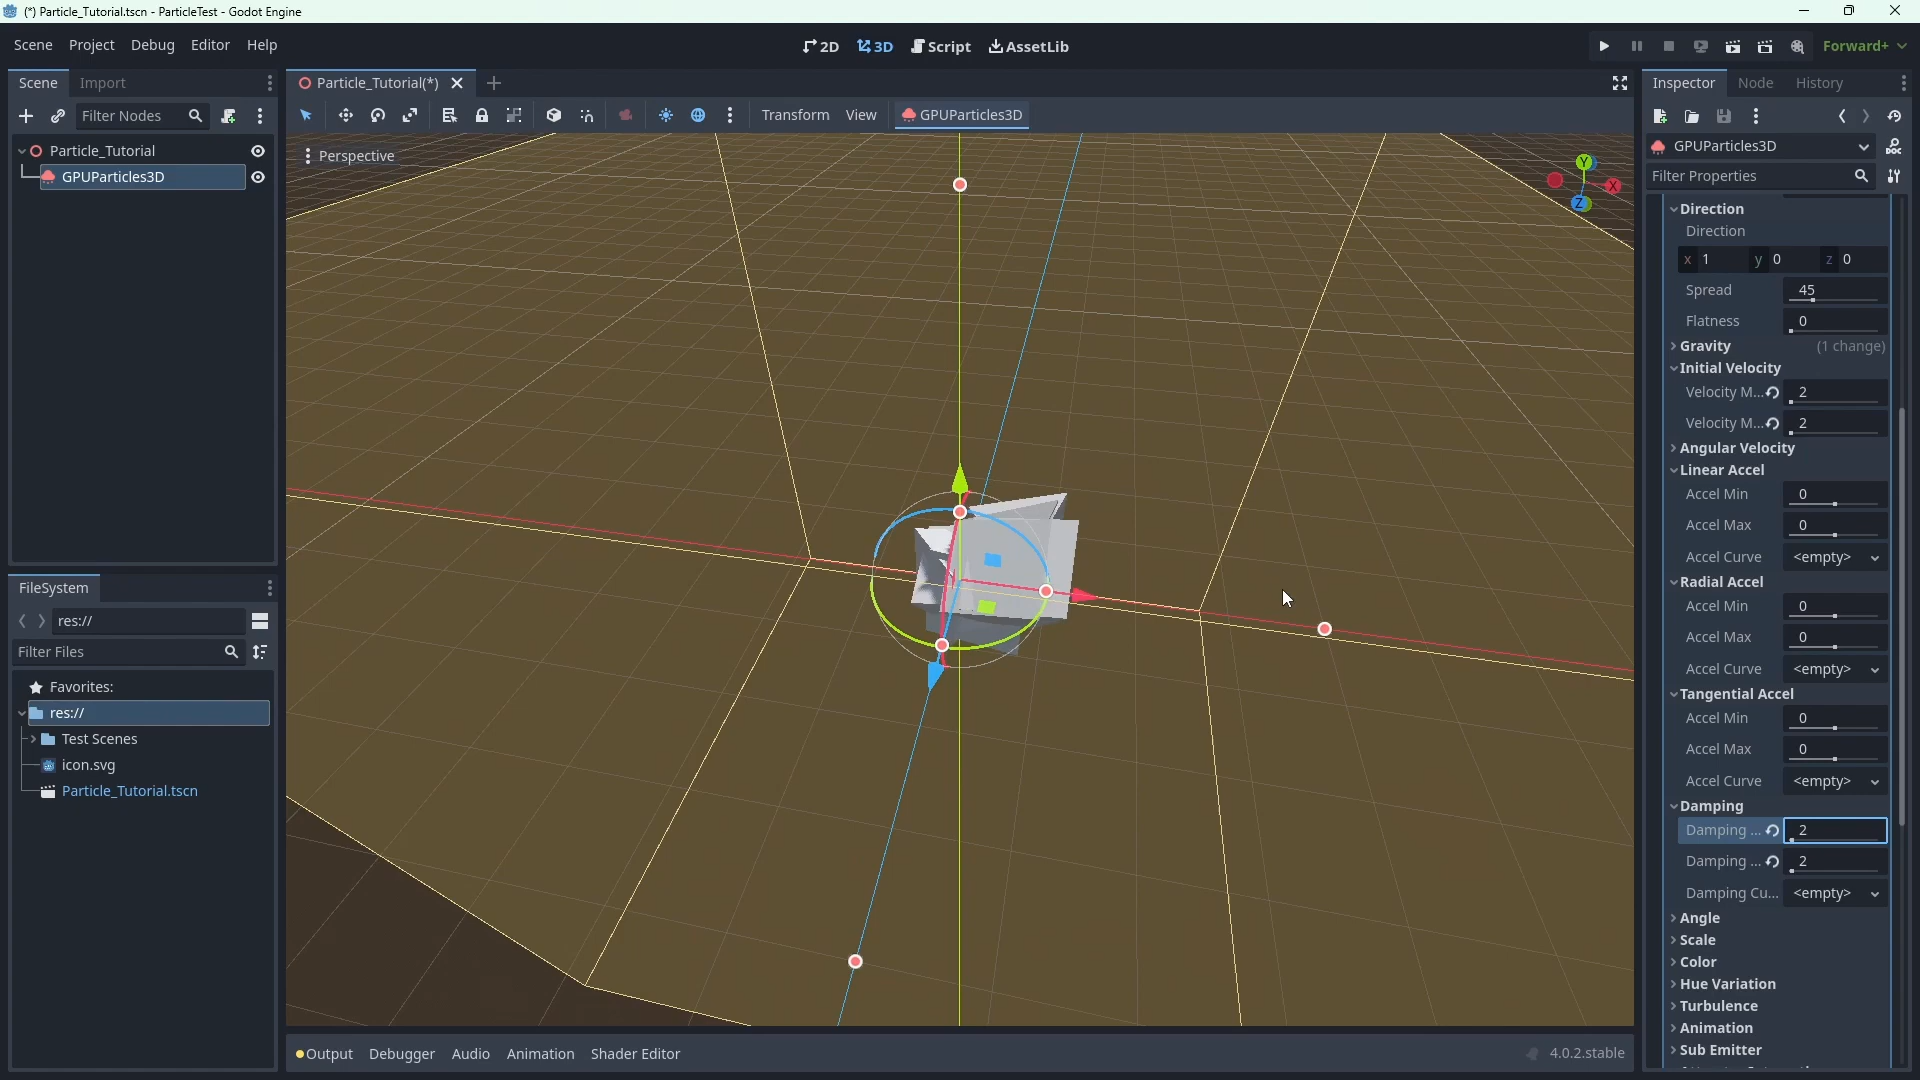 (*) Particle_Tutorial.tscn - ParticleTest - Godot Engine
Scene Project Debug Editor Help
2D 3D Script AssetLib
Forward+
Scene Import
Filter Nodes
Particle_Tutorial
GPUParticles3D
FileSystem
res://
Filter Files
Favorites:
res://
Test Scenes
icon.svg
Particle_Tutorial.tscn
Particle_Tutorial(*)
Transform View GPUParticles3D
Perspective
Y
X
Z
Output Debugger Audio Animation Shader Editor
4.0.2.stable
Inspector Node History
GPUParticles3D
Filter Properties
Direction
Direction
x 1 y 0 z 0
Spread 45
Flatness 0
Gravity (1 change)
Initial Velocity
Velocity M... 2
Velocity M... 2
Angular Velocity
Linear Accel
Accel Min 0
Accel Max 0
Accel Curve <empty>
Radial Accel
Accel Min 0
Accel Max 0
Accel Curve <empty>
Tangential Accel
Accel Min 0
Accel Max 0
Accel Curve <empty>
Damping
Damping ... 2
Damping ... 2
Damping Cu... <empty>
Angle
Scale
Color
Hue Variation
Turbulence
Animation
Sub Emitter